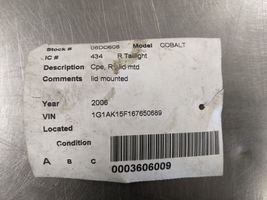 Stock # 06DC608 Model COBALT
IC # 434 R.Taillight
Description Cpe, R., lid mtd
Comments lid mounted
Year 2006
VIN 1G1AK15F167650689
Located
Condition
A B C 0003606009